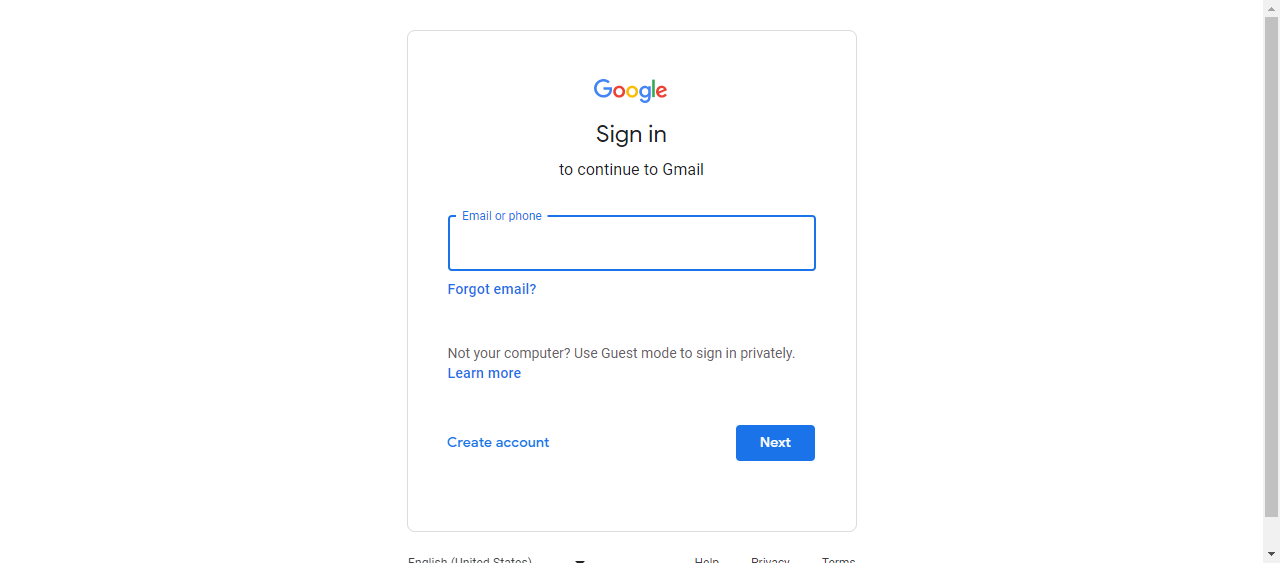 Google
Sign in
to continue to Gmail
Email or phone
Forgot email?
Not your computer? Use Guest mode to sign in privately.
Learn more
Create account
Next
English (United States)
Help
Privacy
Terms